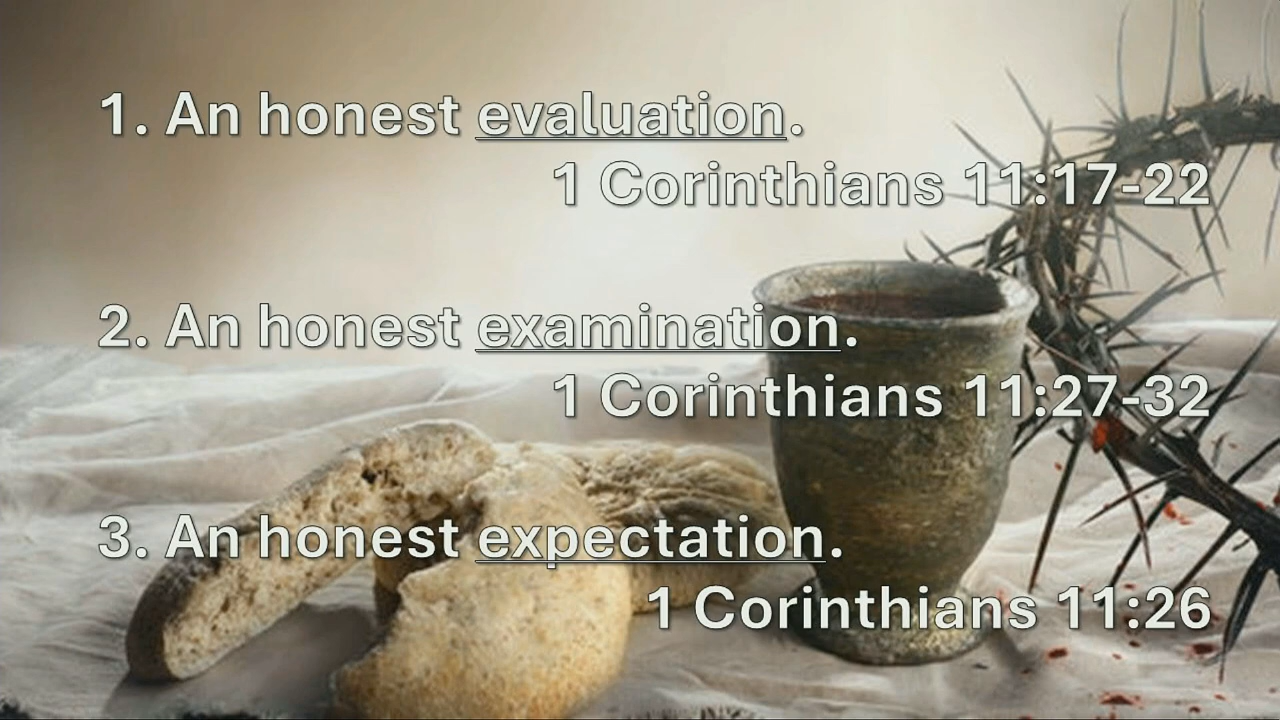 1. An honest evaluation.
1 Corinthians 11:17-22
2. An honest examination.
1 Corinthians 11:27-32
3. An honest expectation.
1 Corinthians 11:26